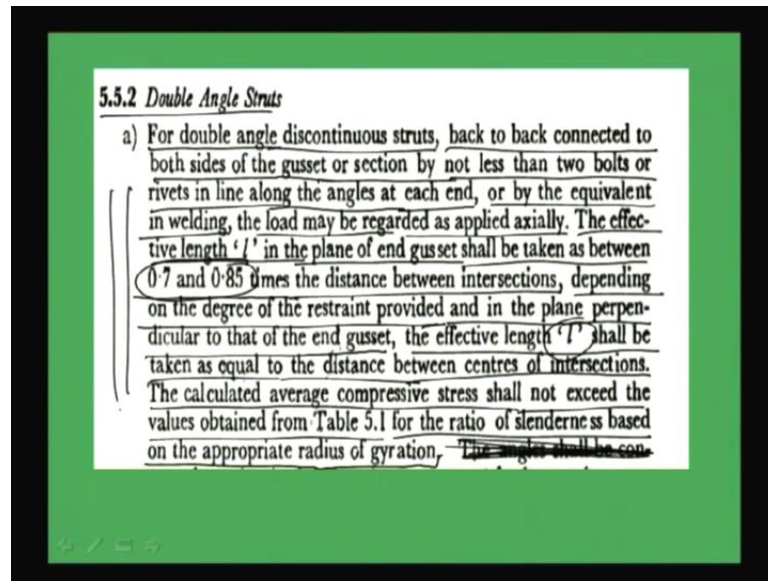 5.5.2 Double Angle Struts
a) For double angle discontinuous struts, back to back connected to
both sides of the gusset or section by not less than two bolts or
rivets in line along the angles at each end, or by the equivalent
in welding, the load may be regarded as applied axially. The effec-
tive length 'l' in the plane of end gusset shall be taken as between
0·7 and 0·85 times the distance between intersections, depending
on the degree of the restraint provided and in the plane perpen-
dicular to that of the end gusset, the effective length 'l' shall be
taken as equal to the distance between centres of intersections.
The calculated average compressive stress shall not exceed the
values obtained from Table 5.1 for the ratio of slenderness based
on the appropriate radius of gyration, The angles shall be con-